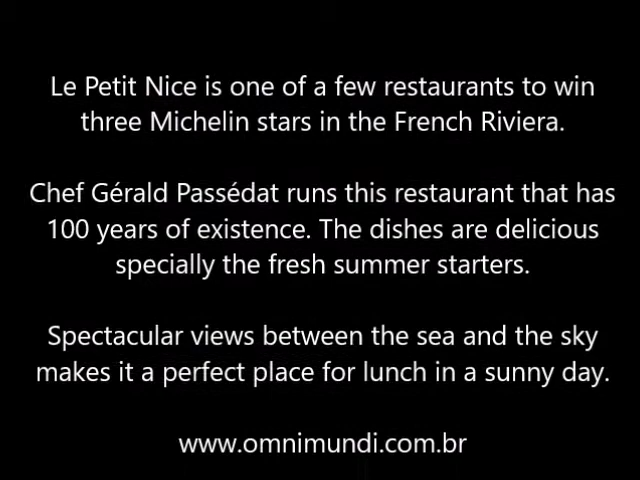 Le Petit Nice is one of a few restaurants to win
three Michelin stars in the French Riviera.
Chef Gérald Passédat runs this restaurant that has
100 years of existence. The dishes are delicious
specially the fresh summer starters.
Spectacular views between the sea and the sky
makes it a perfect place for lunch in a sunny day.
www.omnimundi.com.br